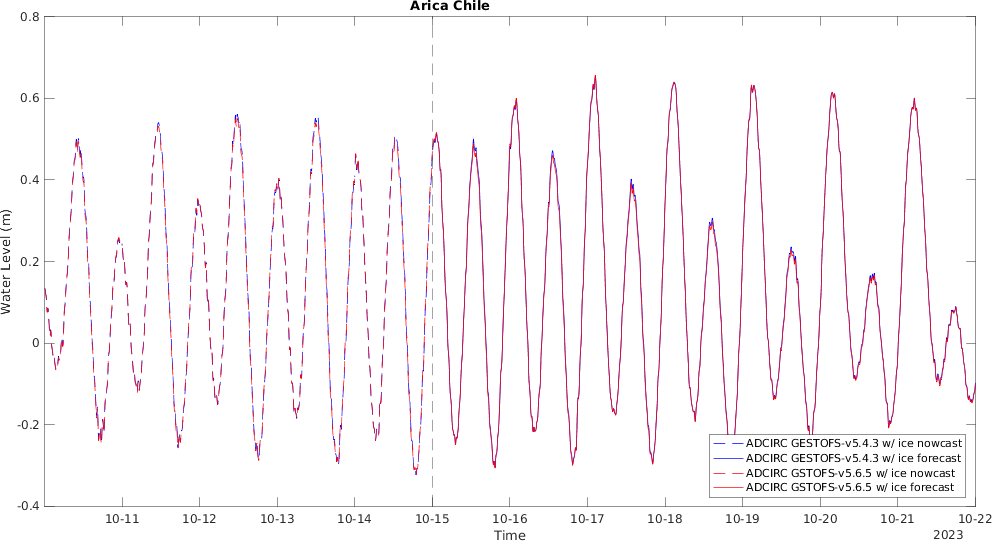 Arica Chile
0.8
0.6
0.4
0.2
0
-0.2
-0.4
Water Level (m)
10-11 10-12 10-13 10-14 10-15 10-16 10-17 10-18 10-19 10-20 10-21 10-22
2023
Time
ADCIRC GESTOFS-v5.4.3 w/ ice nowcast
ADCIRC GESTOFS-v5.4.3 w/ ice forecast
ADCIRC GSTOFS-v5.6.5 w/ ice nowcast
ADCIRC GSTOFS-v5.6.5 w/ ice forecast